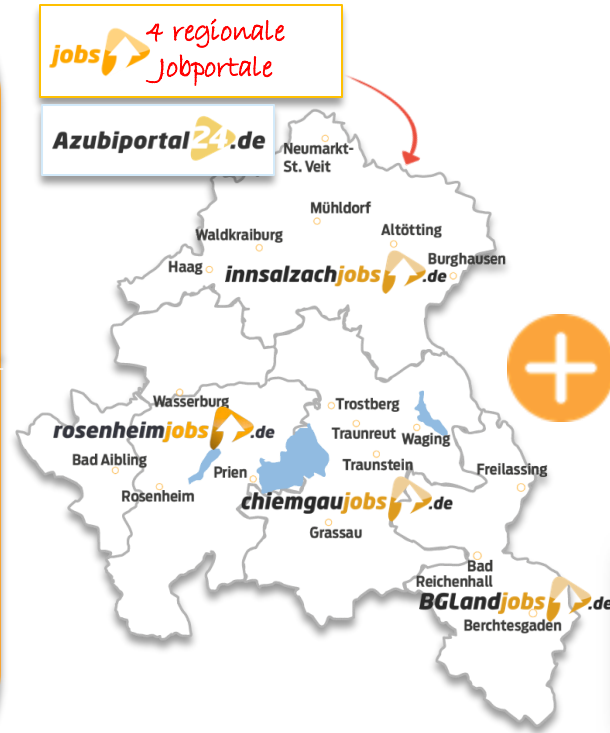 jobs 4 regionale
Jobportale
Azubiportal24.de
Neumarkt-
St. Veit
Mühldorf
Waldkraiburg
Altötting
Haag
Burghausen
innsalzachjobs.de
Wasserburg
Trostberg
rosenheimjobs.de
Traunreut
Waging
Bad Aibling
Prien
Traunstein
Freilassing
Rosenheim
chiemgaujobs.de
Grassau
Bad
Reichenhall
BGLandjobs.de
Berchtesgaden